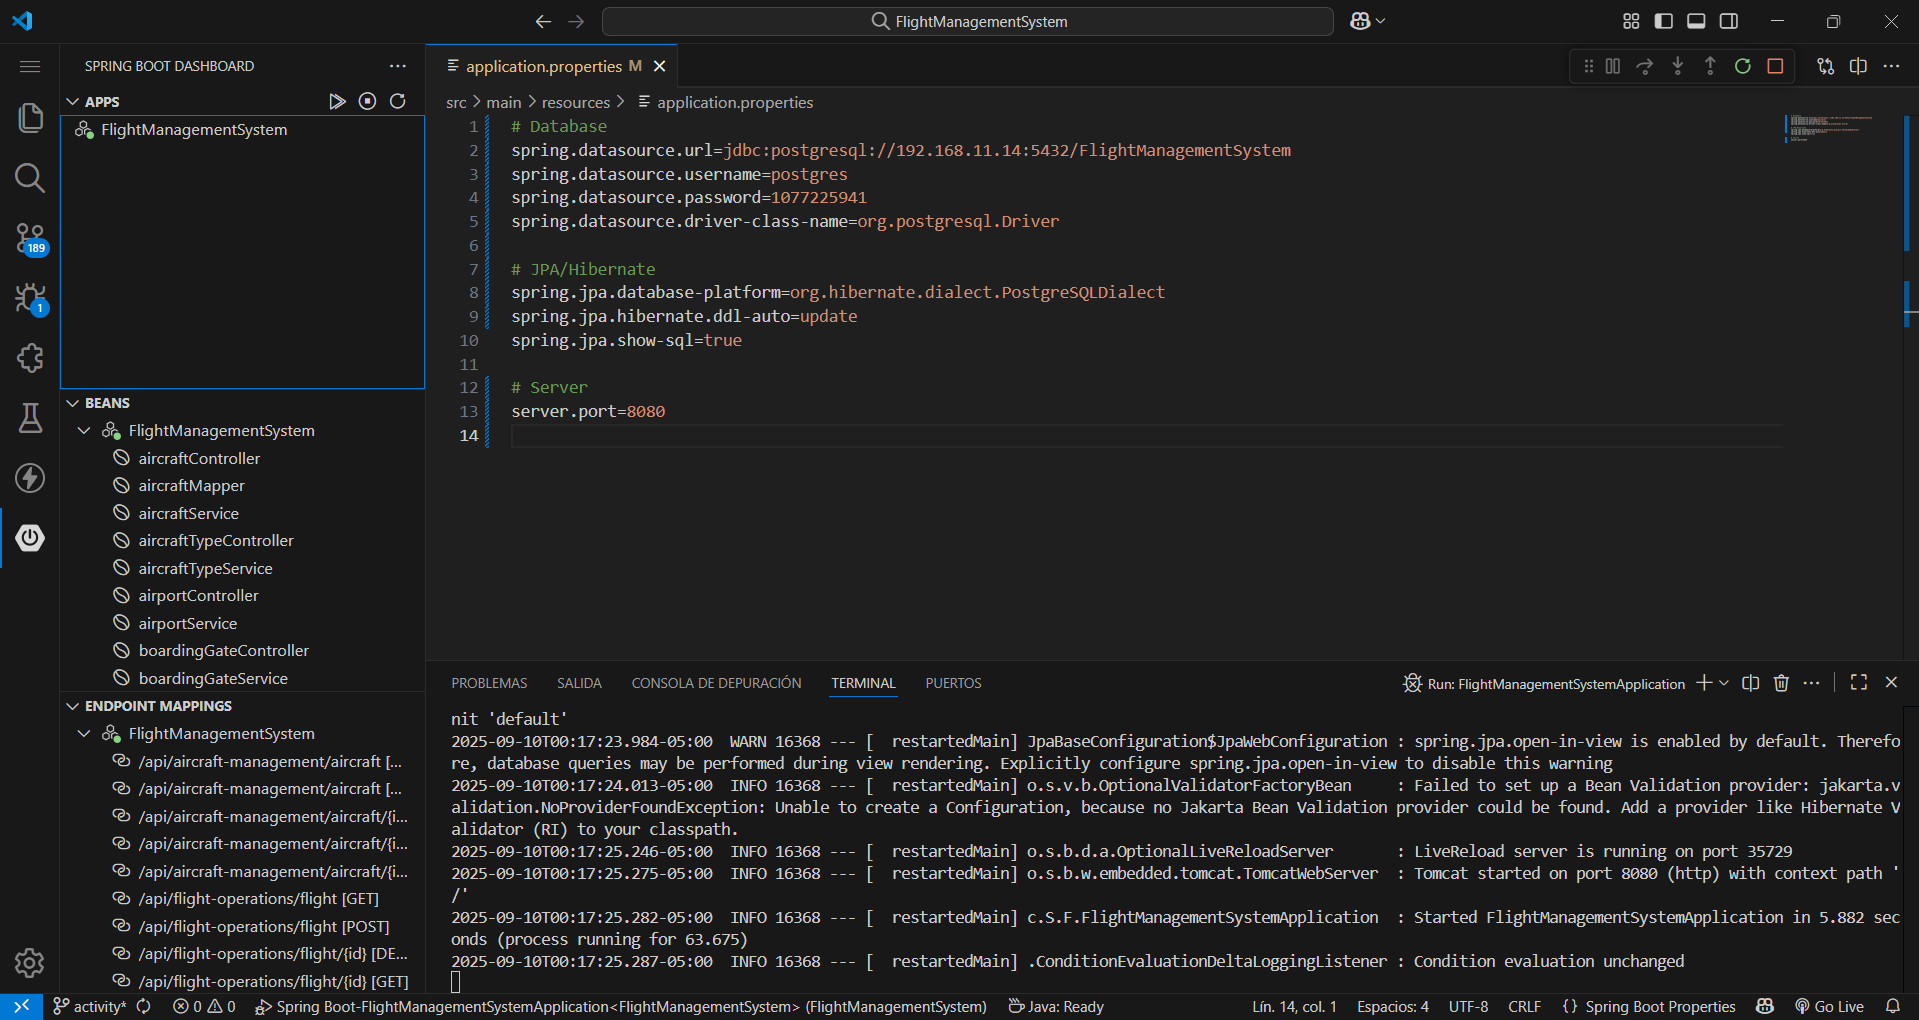 FlightManagementSystem
SPRING BOOT DASHBOARD
APPS
FlightManagementSystem
189
1
BEANS
FlightManagementSystem
aircraftController
aircraftMapper
aircraftService
aircraftTypeController
aircraftTypeService
airportController
airportService
boardingGateController
boardingGateService
ENDPOINT MAPPINGS
FlightManagementSystem
/api/aircraft-management/aircraft [...
/api/aircraft-management/aircraft [...
/api/aircraft-management/aircraft/{i...
/api/aircraft-management/aircraft/{i...
/api/aircraft-management/aircraft/{i...
/api/flight-operations/flight [GET]
/api/flight-operations/flight [POST]
/api/flight-operations/flight/{id} [DE...
/api/flight-operations/flight/{id} [GET]
application.properties M
src > main > resources > application.properties
1 # Database
2 spring.datasource.url=jdbc:postgresql://192.168.11.14:5432/FlightManagementSystem
3 spring.datasource.username=postgres
4 spring.datasource.password=1077225941
5 spring.datasource.driver-class-name=org.postgresql.Driver
6
7 # JPA/Hibernate
8 spring.jpa.database-platform=org.hibernate.dialect.PostgreSQLDialect
9 spring.jpa.hibernate.ddl-auto=update
10 spring.jpa.show-sql=true
11
12 # Server
13 server.port=8080
14
PROBLEMAS SALIDA CONSOLA DE DEPURACIÓN TERMINAL PUERTOS Run: FlightManagementSystemApplication
nit 'default'
2025-09-10T00:17:23.984-05:00  WARN 16368 --- [  restartedMain] JpaBaseConfiguration$JpaWebConfiguration : spring.jpa.open-in-view is enabled by default. Therefo
re, database queries may be performed during view rendering. Explicitly configure spring.jpa.open-in-view to disable this warning
2025-09-10T00:17:24.013-05:00  INFO 16368 --- [  restartedMain] o.s.v.b.OptionalValidatorFactoryBean     : Failed to set up a Bean Validation provider: jakarta.v
alidation.NoProviderFoundException: Unable to create a Configuration, because no Jakarta Bean Validation provider could be found. Add a provider like Hibernate V
alidator (RI) to your classpath.
2025-09-10T00:17:25.246-05:00  INFO 16368 --- [  restartedMain] o.s.b.d.a.OptionalLiveReloadServer       : LiveReload server is running on port 35729
2025-09-10T00:17:25.275-05:00  INFO 16368 --- [  restartedMain] o.s.b.w.embedded.tomcat.TomcatWebServer  : Tomcat started on port 8080 (http) with context path '
/'
2025-09-10T00:17:25.282-05:00  INFO 16368 --- [  restartedMain] c.S.F.FlightManagementSystemApplication  : Started FlightManagementSystemApplication in 5.882 sec
onds (process running for 63.675)
2025-09-10T00:17:25.287-05:00  INFO 16368 --- [  restartedMain] .ConditionEvaluationDeltaLoggingListener : Condition evaluation unchanged
activity* 0 0 Spring Boot-FlightManagementSystemApplication<FlightManagementSystem> (FlightManagementSystem) Java: Ready Lín. 14, col. 1 Espacios: 4 UTF-8 CRLF {} Spring Boot Properties Go Live